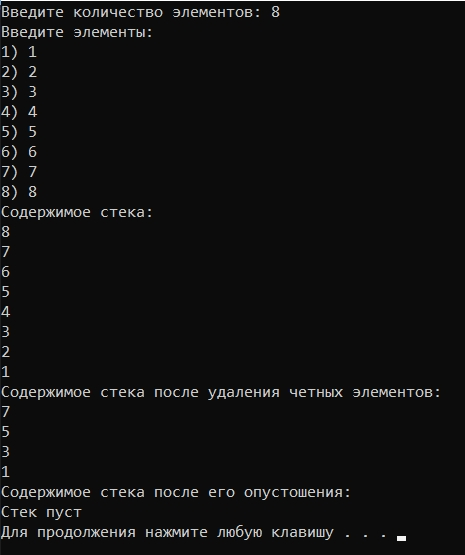 Введите количество элементов: 8
Введите элементы:
1) 1
2) 2
3) 3
4) 4
5) 5
6) 6
7) 7
8) 8
Содержимое стека:
8
7
6
5
4
3
2
1
Содержимое стека после удаления четных элементов:
7
5
3
1
Содержимое стека после его опустошения:
Стек пуст
Для продолжения нажмите любую клавишу . . .